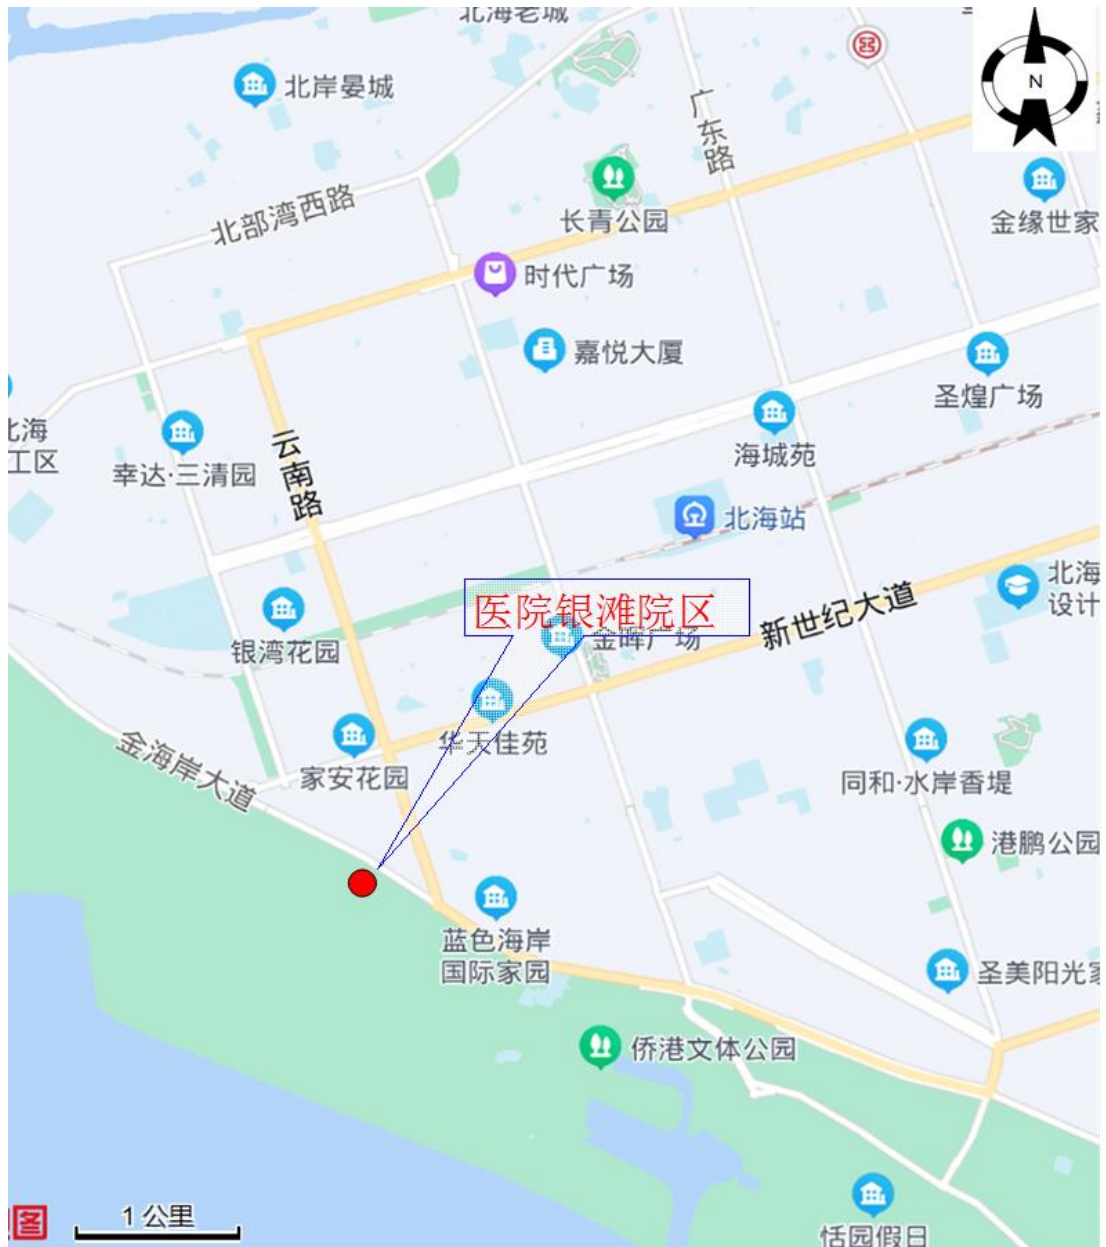 北海老城
北岸晏城
N
广东路
长青公园
金缘世家
北部湾西路
时代广场
嘉悦大厦
圣煌广场
北海
工区
幸达·三清园
云南路
海城苑
北海站
北海
设计
医院银滩院区
金晖广场
新世纪大道
银湾花园
华天佳苑
家安花园
金海岸大道
同和·水岸香堤
港鹏公园
蓝色海岸
国际家园
圣美阳光家
侨港文体公园
1 公里
图
恬园假日